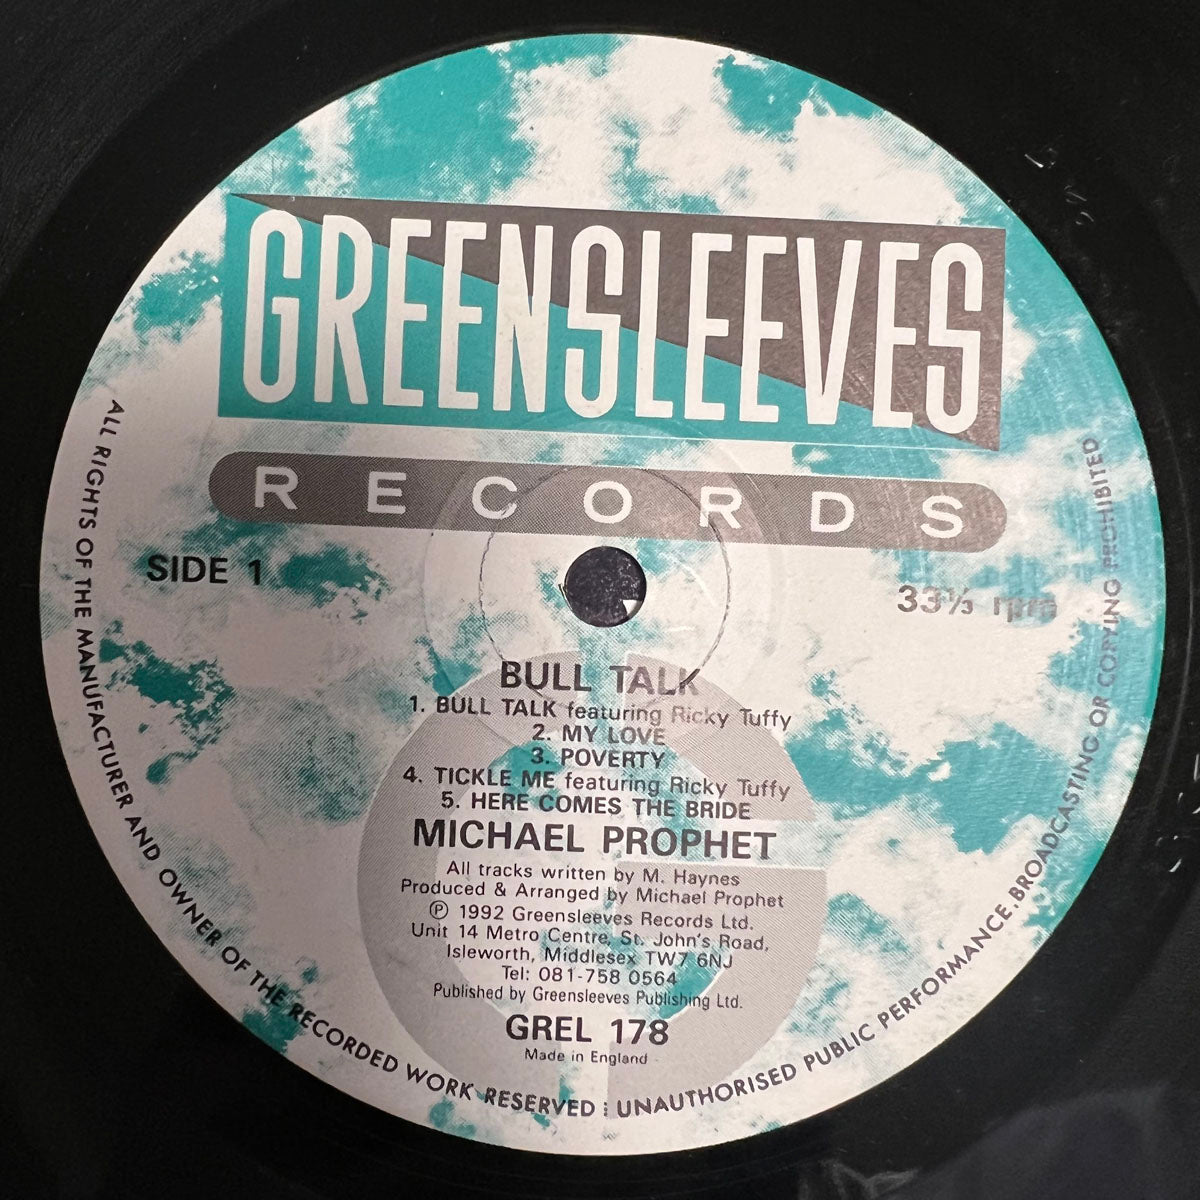 GREENSLEEVES
RECORDS
SIDE 1
33⅓ rpm
BULL TALK
1. BULL TALK featuring Ricky Tuffy
2. MY LOVE
3. POVERTY
4. TICKLE ME featuring Ricky Tuffy
5. HERE COMES THE BRIDE
MICHAEL PROPHET
All tracks written by M. Haynes
Produced & Arranged by Michael Prophet
℗ 1992 Greensleeves Records Ltd.
Unit 14 Metro Centre, St. John's Road,
Isleworth, Middlesex TW7 6NJ
Tel: 081-758 0564
Published by Greensleeves Publishing Ltd.
GREL 178
Made in England
ALL RIGHTS OF THE MANUFACTURER AND OWNER OF THE RECORDED WORK RESERVED : UNAUTHORISED PUBLIC PERFORMANCE, BROADCASTING OR COPYING PROHIBITED